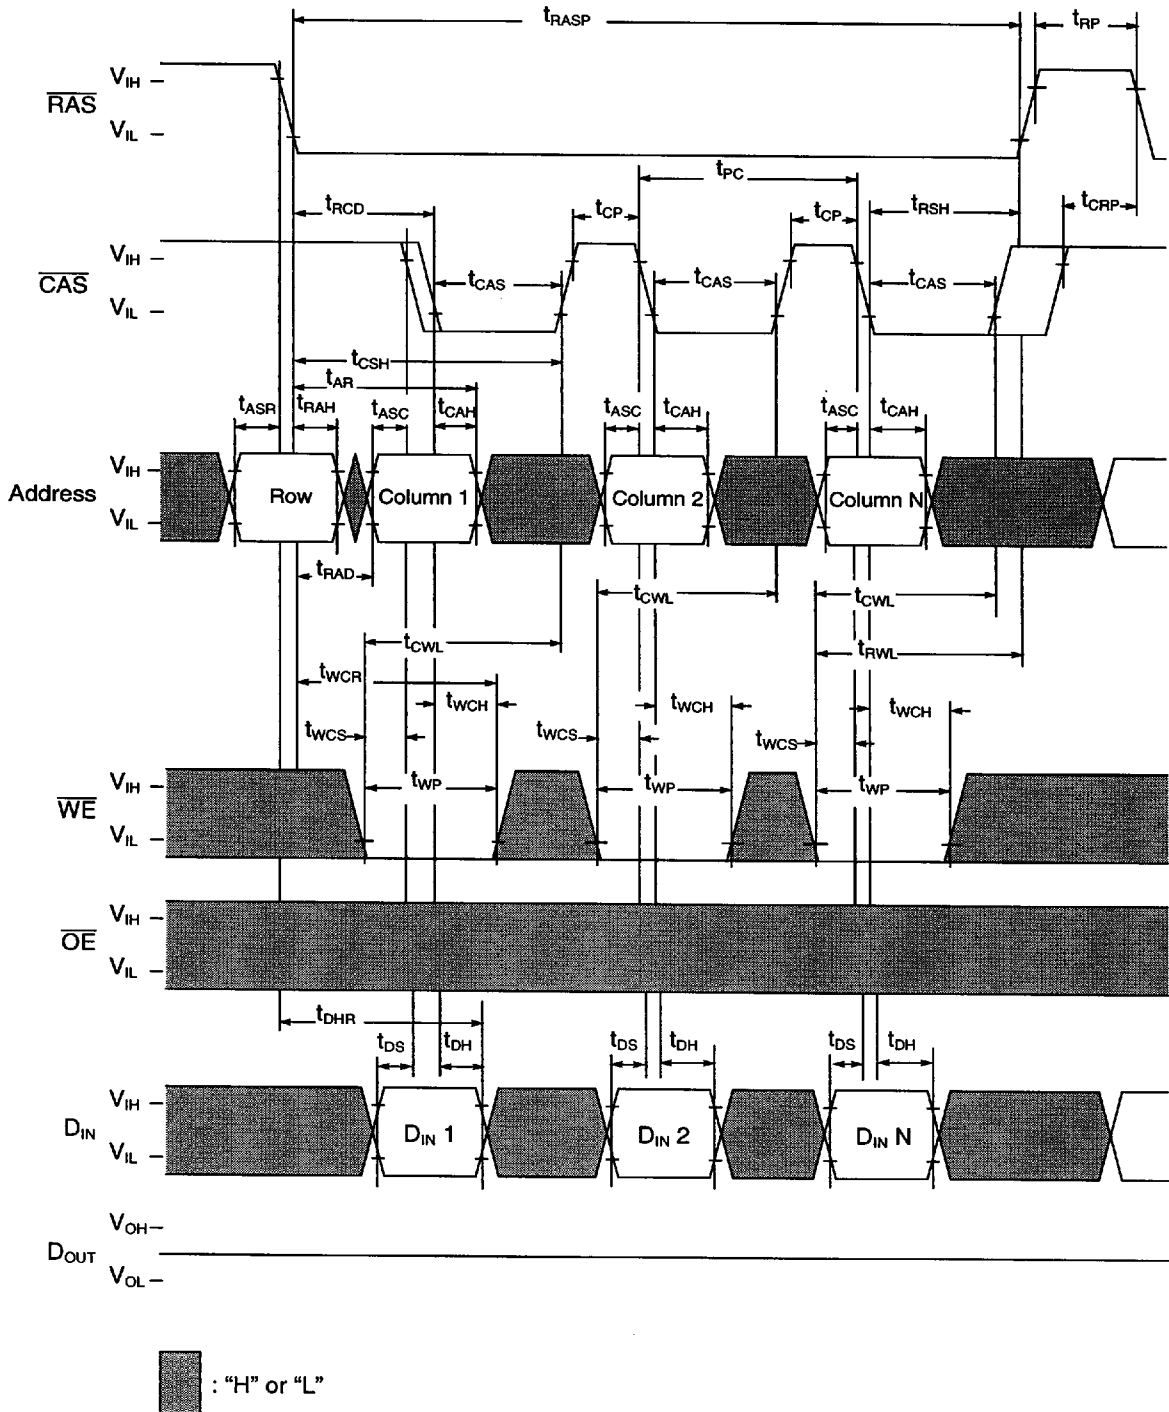 tRASP tRP
VIH
RAS
VIL
tPC
tRCD tCP tCP tRSH tCRP
VIH
CAS
VIL
tCAS tCAS tCAS
tCSH
tAR
tASR tRAH tASC tCAH tASC tCAH tASC tCAH
VIH
Address Row Column 1 Column 2 Column N
VIL
tRAD
tCWL tCWL
tCWL tRWL
tWCR
tWCH tWCH tWCH
tWCS tWCS tWCS
VIH
tWP tWP tWP
WE
VIL
VIH
OE
VIL
tDHR
tDS tDH tDS tDH tDS tDH
VIH
DIN DIN 1 DIN 2 DIN N
VIL
VOH
DOUT
VOL
: “H” or “L”